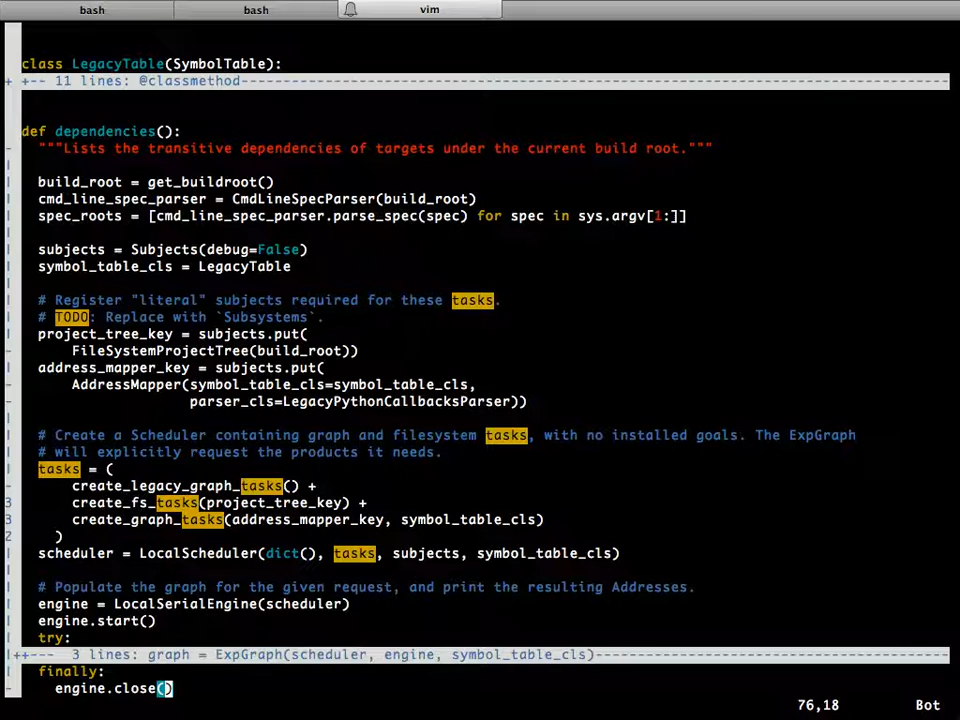 bash bash vim
class LegacyTable(SymbolTable):
+ +-- 11 lines: @classmethod----------------------------------------------------------------------------------
def dependencies():
- """Lists the transitive dependencies of targets under the current build root."""
| build_root = get_buildroot()
| cmd_line_spec_parser = CmdLineSpecParser(build_root)
| spec_roots = [cmd_line_spec_parser.parse_spec(spec) for spec in sys.argv[1:]]
| subjects = Subjects(debug=False)
| symbol_table_cls = LegacyTable
| # Register "literal" subjects required for these tasks.
| # TODO: Replace with `Subsystems`.
| project_tree_key = subjects.put(
- FileSystemProjectTree(build_root))
| address_mapper_key = subjects.put(
- AddressMapper(symbol_table_cls=symbol_table_cls,
- parser_cls=LegacyPythonCallbacksParser))
| # Create a Scheduler containing graph and filesystem tasks, with no installed goals. The ExpGraph
| # will explicitly request the products it needs.
| tasks = (
- create_legacy_graph_tasks() +
3 create_fs_tasks(project_tree_key) +
3 create_graph_tasks(address_mapper_key, symbol_table_cls)
2 )
| scheduler = LocalScheduler(dict(), tasks, subjects, symbol_table_cls)
| # Populate the graph for the given request, and print the resulting Addresses.
| engine = LocalSerialEngine(scheduler)
| engine.start()
| try:
|++--- 3 lines: graph = ExpGraph(scheduler, engine, symbol_table_cls)------------------------------------------
| finally:
- engine.close()
76,18 Bot